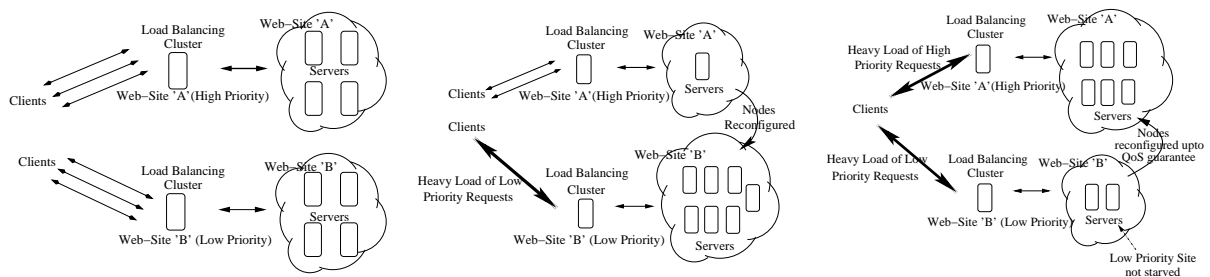 Web−Site 'A'
Load Balancing
Cluster
Servers
Clients
Web−Site 'A'(High Priority)
Clients
Load Balancing
Cluster
Web−Site 'B'
Servers
Web−Site 'B' (Low Priority)
Load Balancing
Cluster
Web−Site 'A'
Clients
Web−Site 'A'(High Priority)
Servers
Clients
Nodes
Reconfigured
Web−Site 'B'
Load Balancing
Cluster
Heavy Load of Low
Priority Requests
Web−Site 'B' (Low Priority)
Servers
Load Balancing
Cluster
Web−Site 'A'
Heavy Load of High
Priority Requests
Web−Site 'A'(High Priority)
Clients
Servers
Nodes
reconfigured upto
QoS guarantee
Heavy Load of Low
Priority Requests
Load Balancing
Cluster
Web−Site 'B'
Servers
Web−Site 'B' (Low Priority)
Low Priority Site
not starved